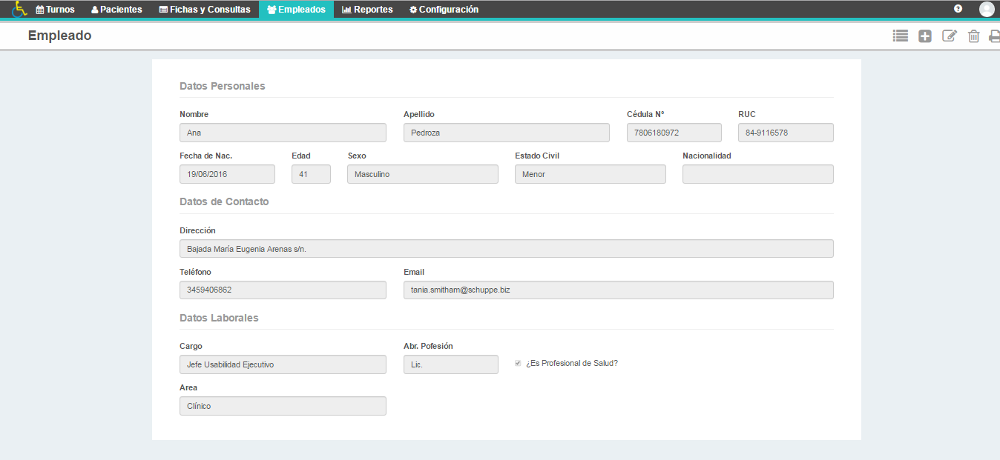 Turnos Pacientes Fichas y Consultas Empleados Reportes Configuración ?
Empleado
Datos Personales
Nombre Apellido Cédula Nº RUC
Ana Pedroza 7806180972 84-9116578
Fecha de Nac. Edad Sexo Estado Civil Nacionalidad
19/06/2016 41 Masculino Menor
Datos de Contacto
Dirección
Bajada María Eugenia Arenas s/n.
Teléfono Email
3459406862 tania.smitham@schuppe.biz
Datos Laborales
Cargo Abr. Pofesión
Jefe Usabilidad Ejecutivo Lic. ¿Es Profesional de Salud?
Area
Clínico